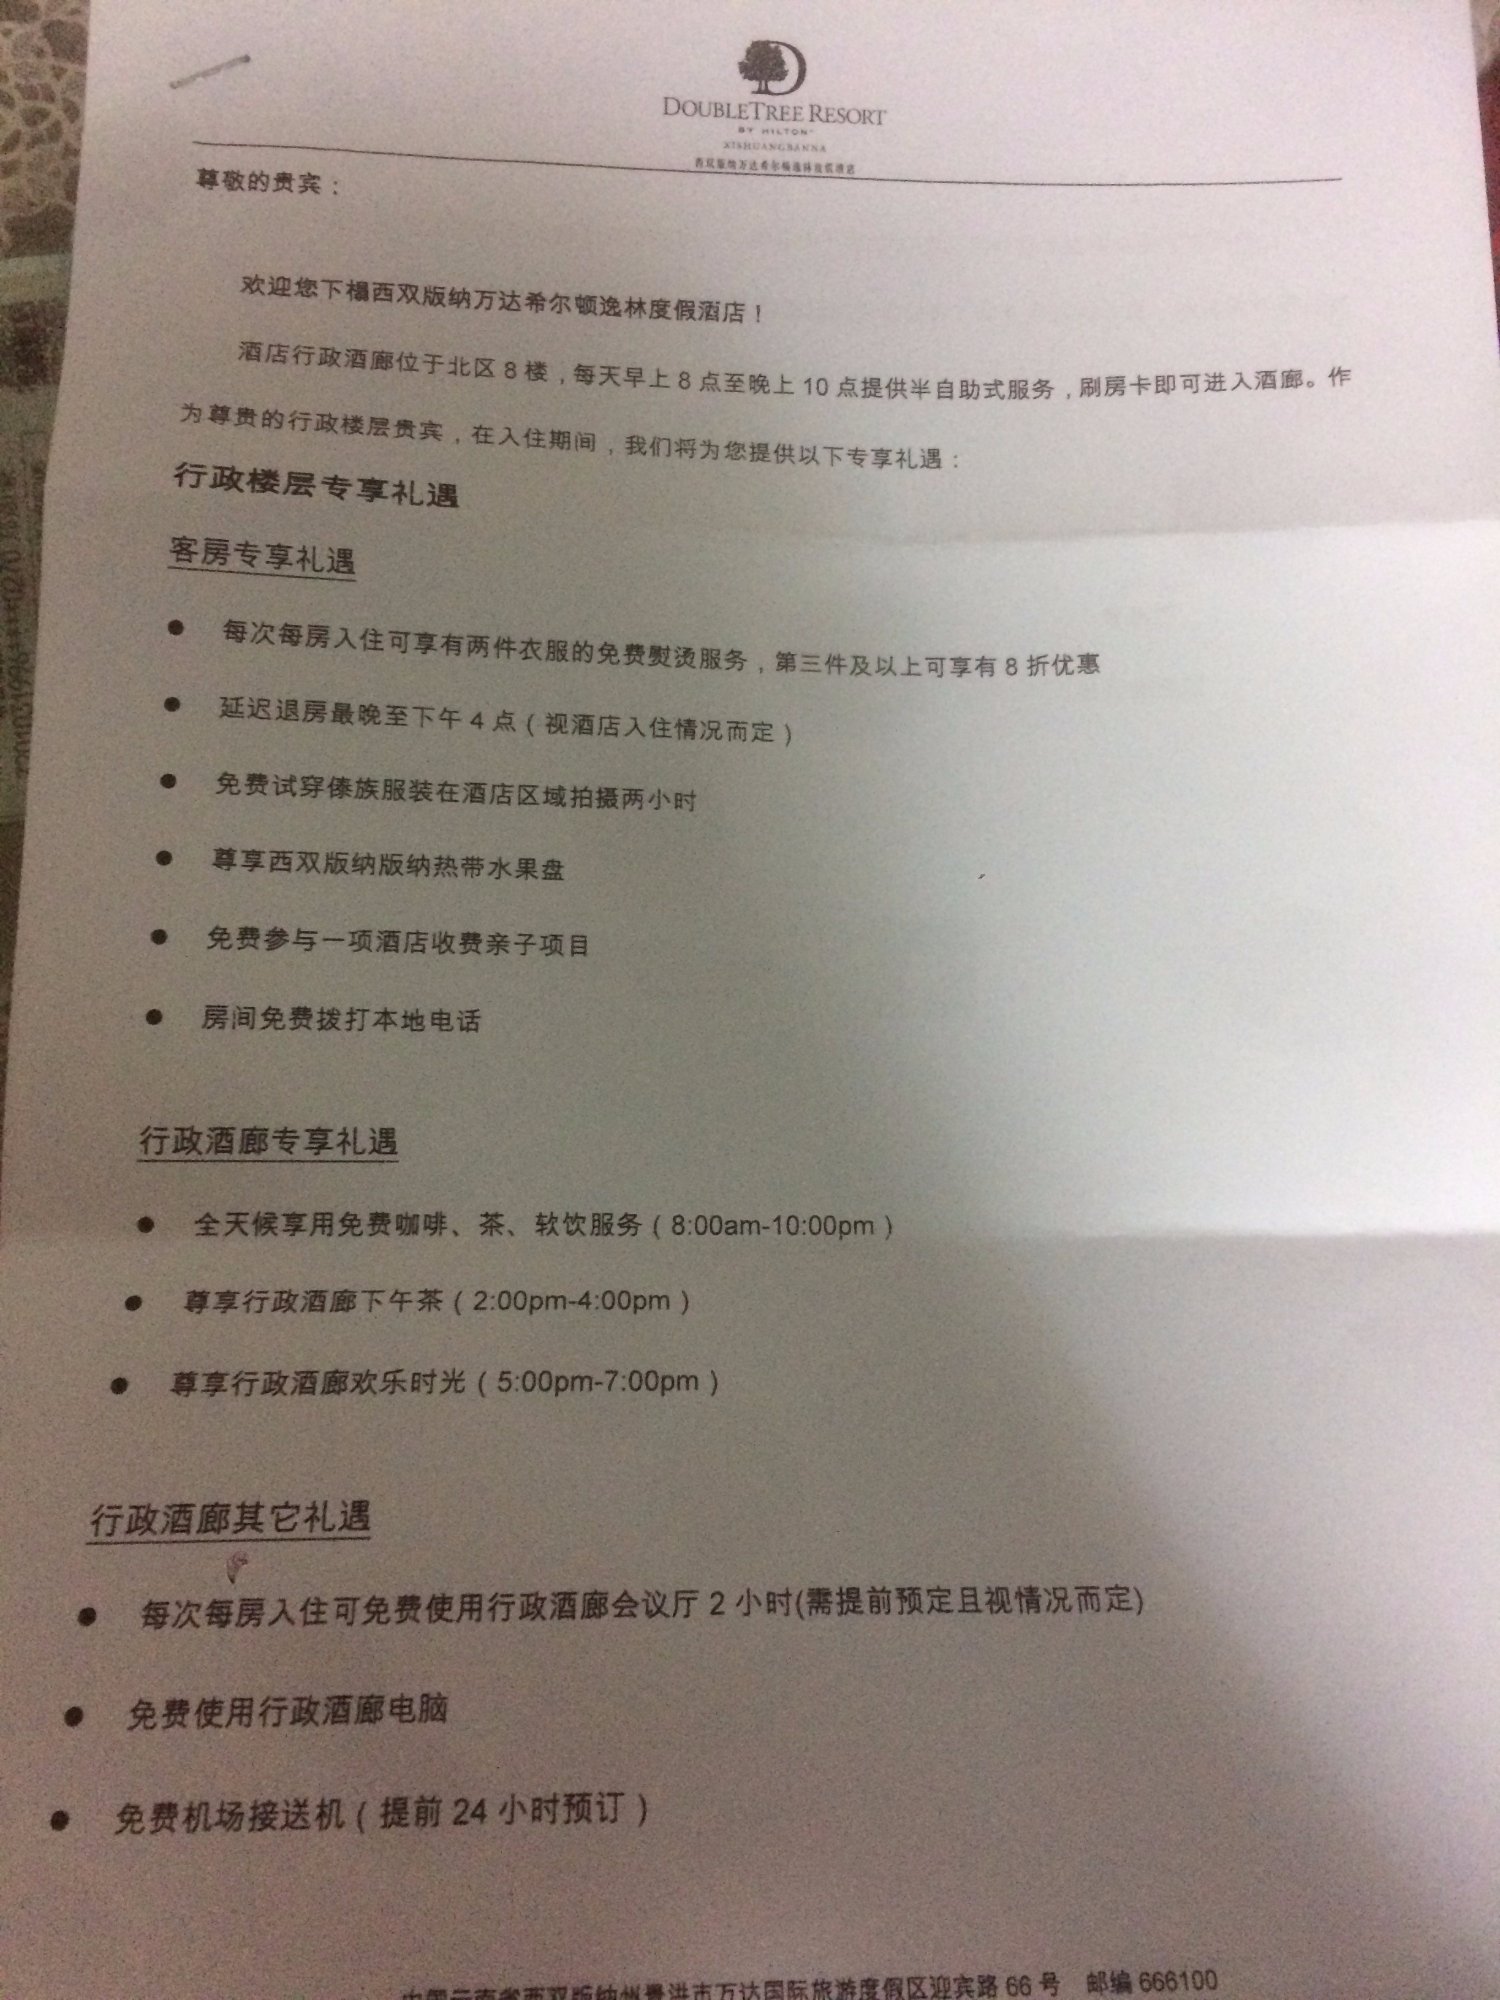 DOUBLETREE RESORT
BY HILTON
XISHUANGBANNA
西双版纳万达希尔顿逸林度假酒店
尊敬的贵宾：
欢迎您下榻西双版纳万达希尔顿逸林度假酒店！
酒店行政酒廊位于北区 8 楼，每天早上 8 点至晚上 10 点提供半自助式服务，刷房卡即可进入酒廊。作
为尊贵的行政楼层贵宾，在入住期间，我们将为您提供以下专享礼遇：
行政楼层专享礼遇
客房专享礼遇
● 每次每房入住可享有两件衣服的免费熨烫服务，第三件及以上可享有 8 折优惠
● 延迟退房最晚至下午 4 点（视酒店入住情况而定）
● 免费试穿傣族服装在酒店区域拍摄两小时
● 尊享西双版纳版纳热带水果盘
● 免费参与一项酒店收费亲子项目
● 房间免费拨打本地电话
行政酒廊专享礼遇
● 全天候享用免费咖啡、茶、软饮服务（8:00am-10:00pm）
● 尊享行政酒廊下午茶（2:00pm-4:00pm）
● 尊享行政酒廊欢乐时光（5:00pm-7:00pm）
行政酒廊其它礼遇
● 每次每房入住可免费使用行政酒廊会议厅 2 小时(需提前预定且视情况而定)
● 免费使用行政酒廊电脑
● 免费机场接送机（提前 24 小时预订）
中国云南省西双版纳州景洪市万达国际旅游度假区迎宾路 66 号 邮编 666100